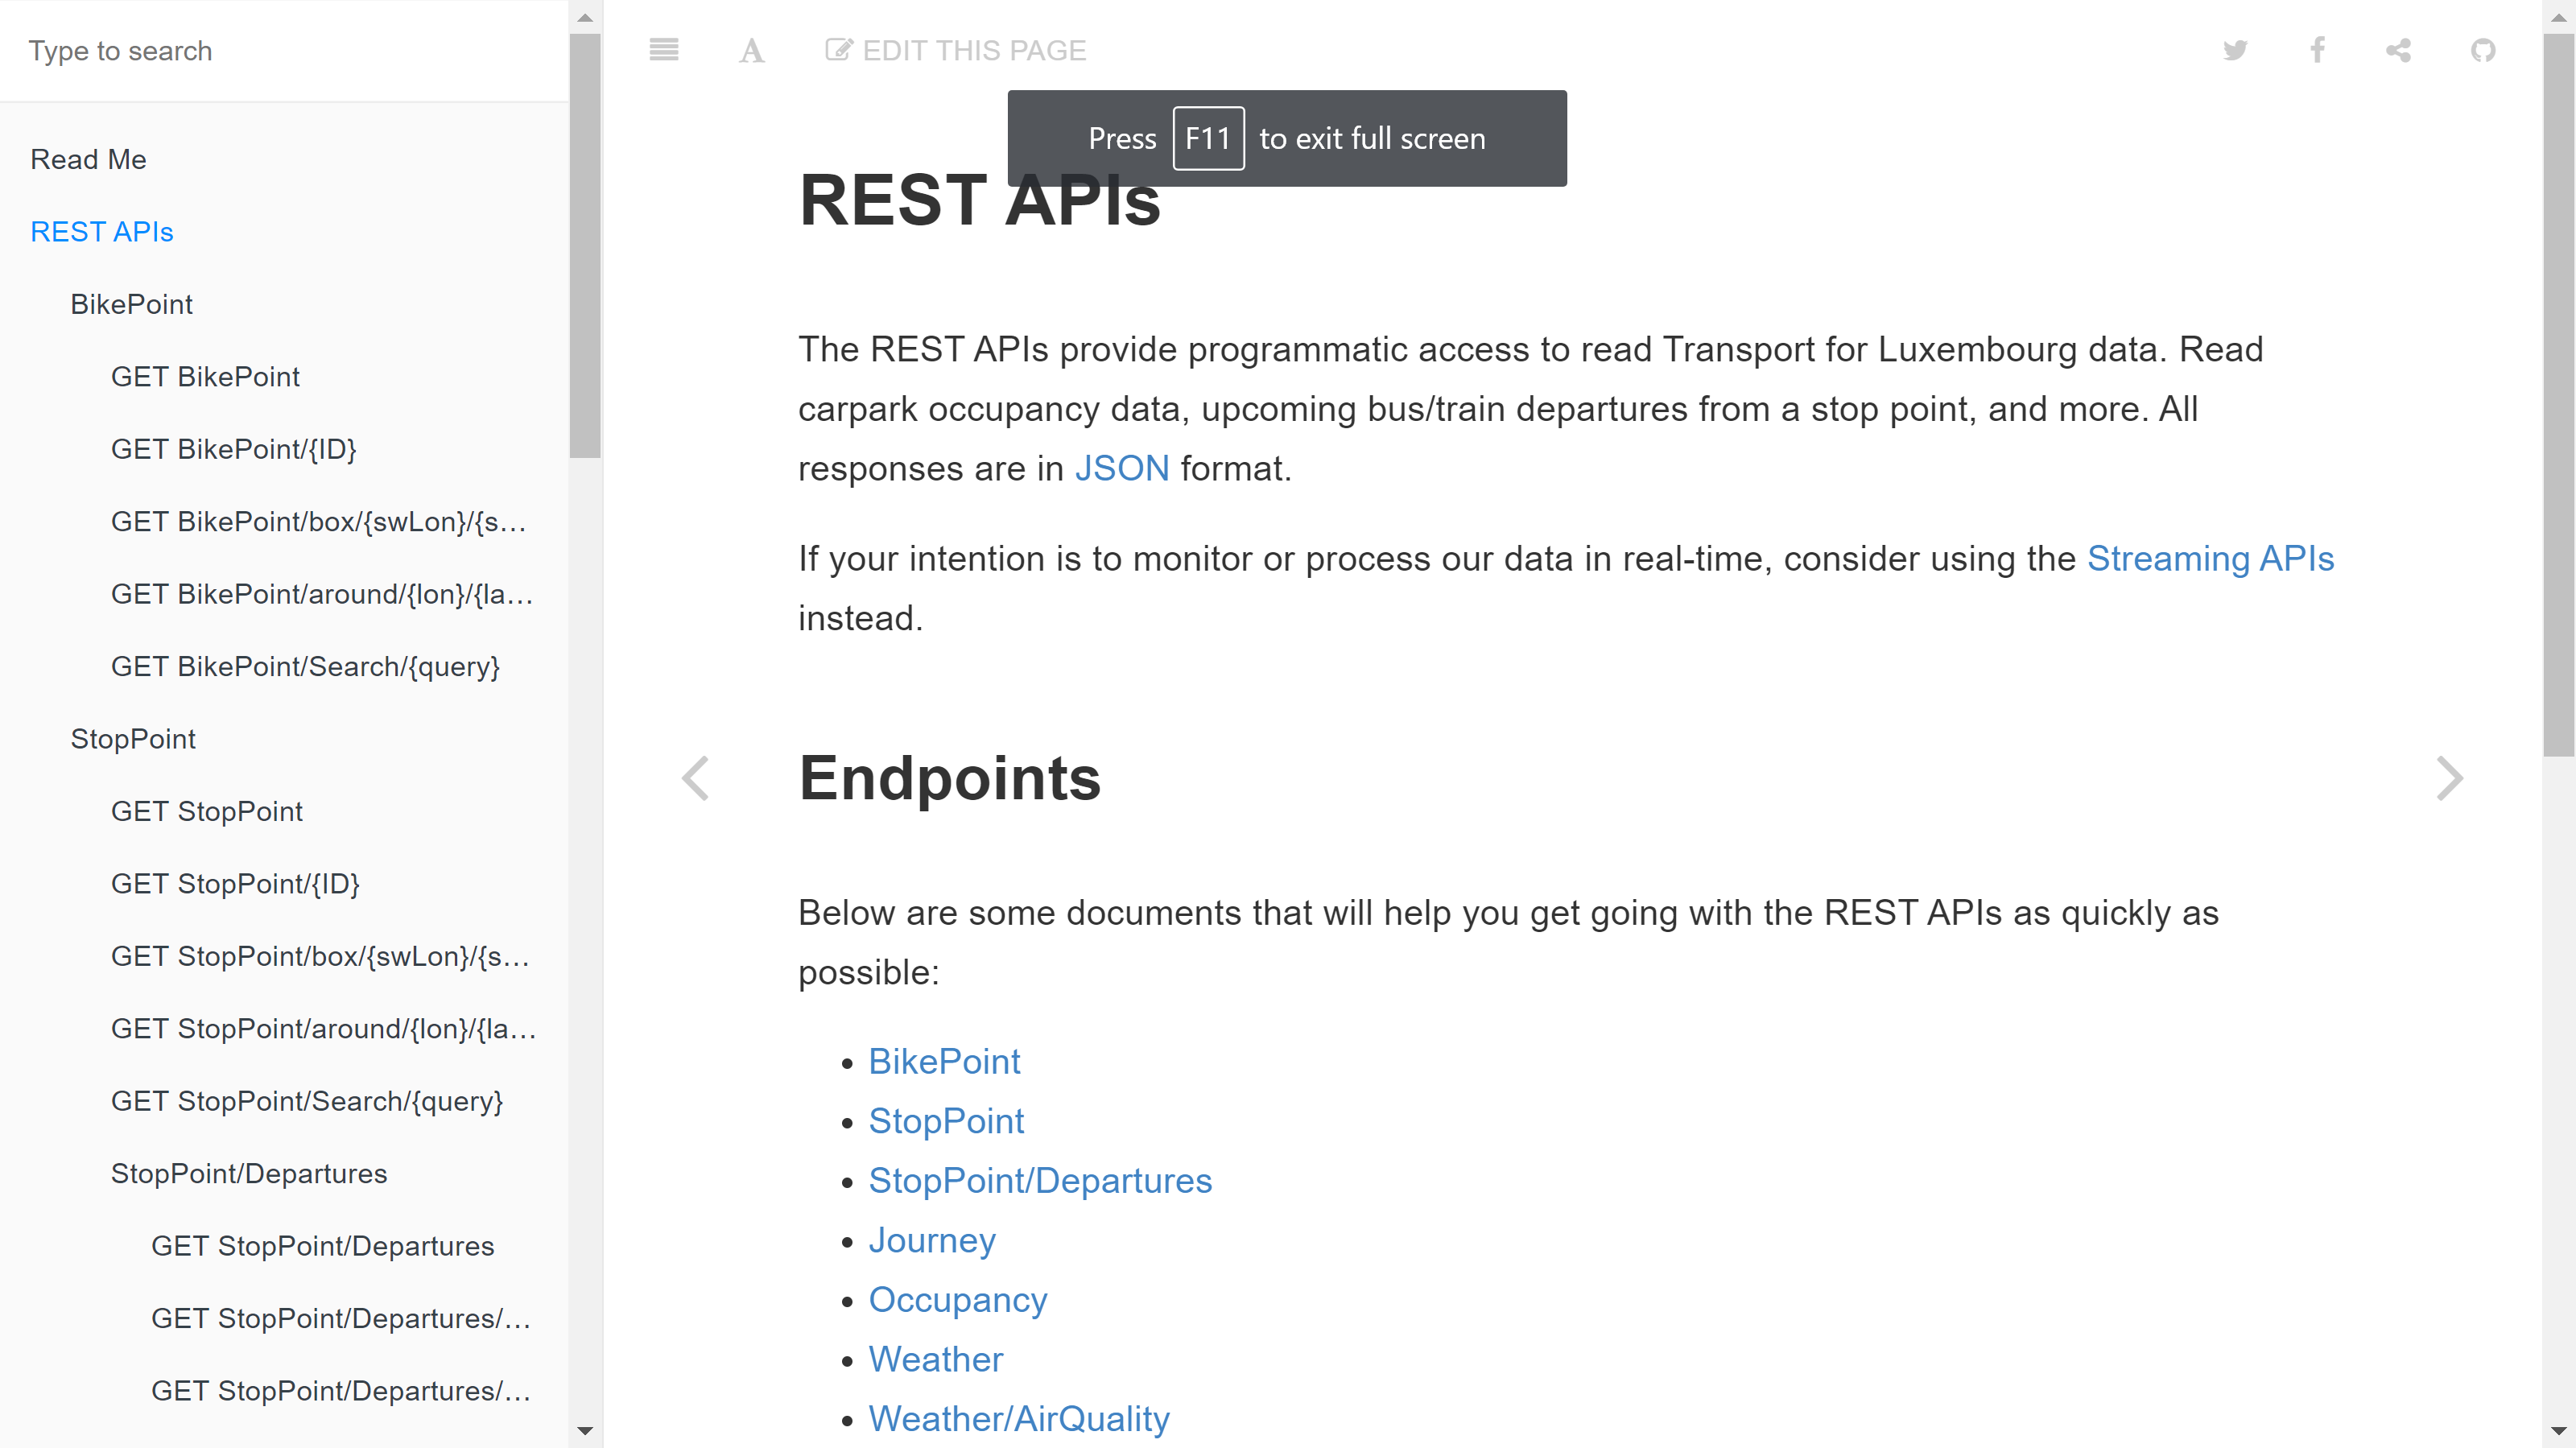 Type to search
Read Me
REST APIs
BikePoint
GET BikePoint
GET BikePoint/{ID}
GET BikePoint/box/{swLon}/{s…
GET BikePoint/around/{lon}/{la…
GET BikePoint/Search/{query}
StopPoint
GET StopPoint
GET StopPoint/{ID}
GET StopPoint/box/{swLon}/{s…
GET StopPoint/around/{lon}/{la…
GET StopPoint/Search/{query}
StopPoint/Departures
GET StopPoint/Departures
GET StopPoint/Departures/…
GET StopPoint/Departures/…
EDIT THIS PAGE
Press F11 to exit full screen
REST APIs
The REST APIs provide programmatic access to read Transport for Luxembourg data. Read
carpark occupancy data, upcoming bus/train departures from a stop point, and more. All
responses are in JSON format.
If your intention is to monitor or process our data in real-time, consider using the Streaming APIs
instead.
Endpoints
Below are some documents that will help you get going with the REST APIs as quickly as
possible:
• BikePoint
• StopPoint
• StopPoint/Departures
• Journey
• Occupancy
• Weather
• Weather/AirQuality